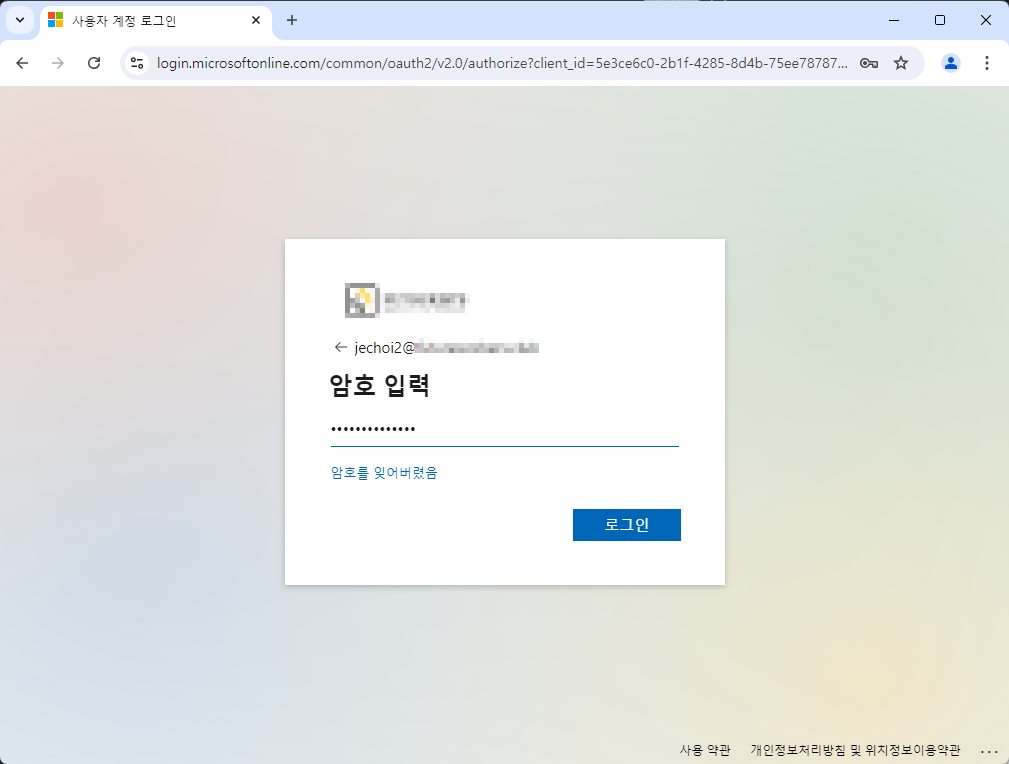 사용자 계정 로그인
login.microsoftonline.com/common/oauth2/v2.0/authorize?client_id=5e3ce6c0-2b1f-4285-8d4b-75ee78787...
jechoi2@
암호 입력
암호를 잊어버렸음
로그인
사용 약관 개인정보처리방침 및 위치정보이용약관 ...